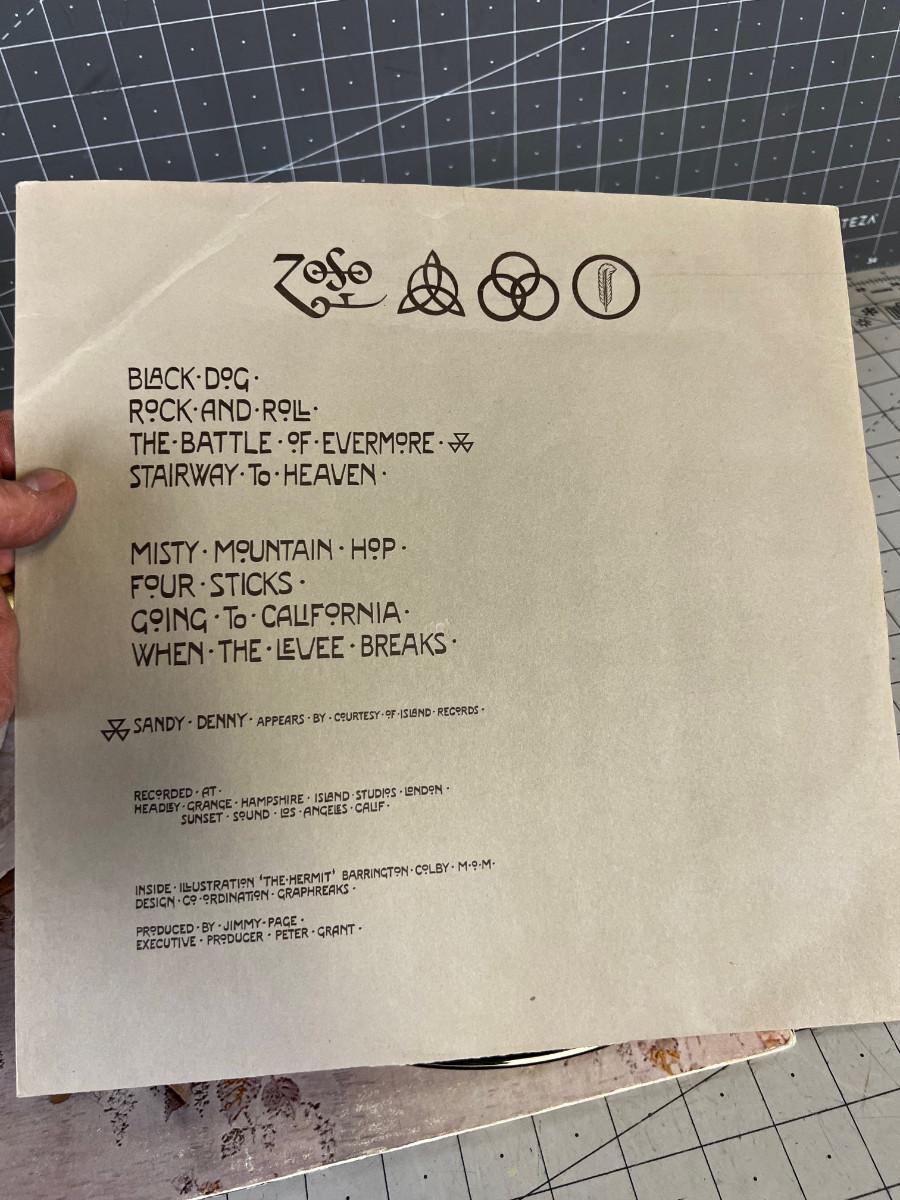 Zoso
BLACK·DOG·
ROCK·AND·ROLL·
THE·BATTLE·OF·EVERMORE·
STAIRWAY·To·HEAVEN·
MISTY·MOUNTAIN·HOP·
FOUR·STICKS·
GOING·To·CALIFORNIA·
WHEN·THE·LEVEE·BREAKS·
SANDY·DENNY·APPEARS·BY·COURTESY·OF·ISLAND·RECORDS·
RECORDED·AT·
HEADLEY·GRANGE·HAMPSHIRE·ISLAND·STUDIOS·LONDON·
SUNSET·SOUND·LOS·ANGELES·CALIF·
INSIDE·ILLUSTRATION 'THE·HERMIT' BARRINGTON·COLBY·M·O·M·
DESIGN·CO-ORDINATION·GRAPHREAKS·
PRODUCED·BY·JIMMY·PAGE·
EXECUTIVE·PRODUCER·PETER·GRANT·